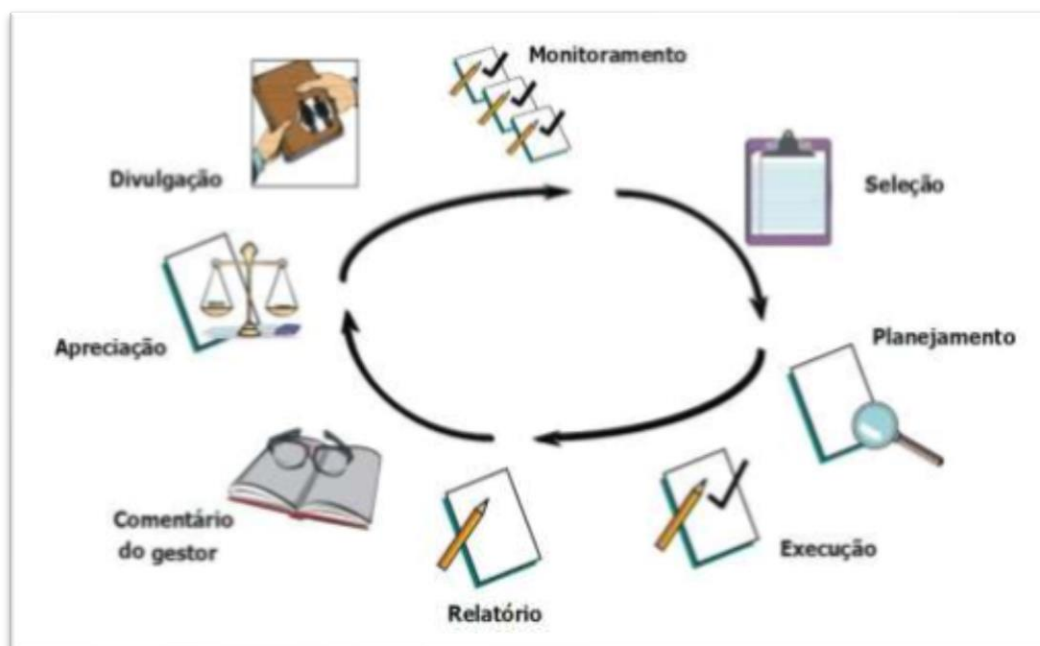 Monitoramento
Seleção
Planejamento
Execução
Relatório
Comentário
do gestor
Apreciação
Divulgação